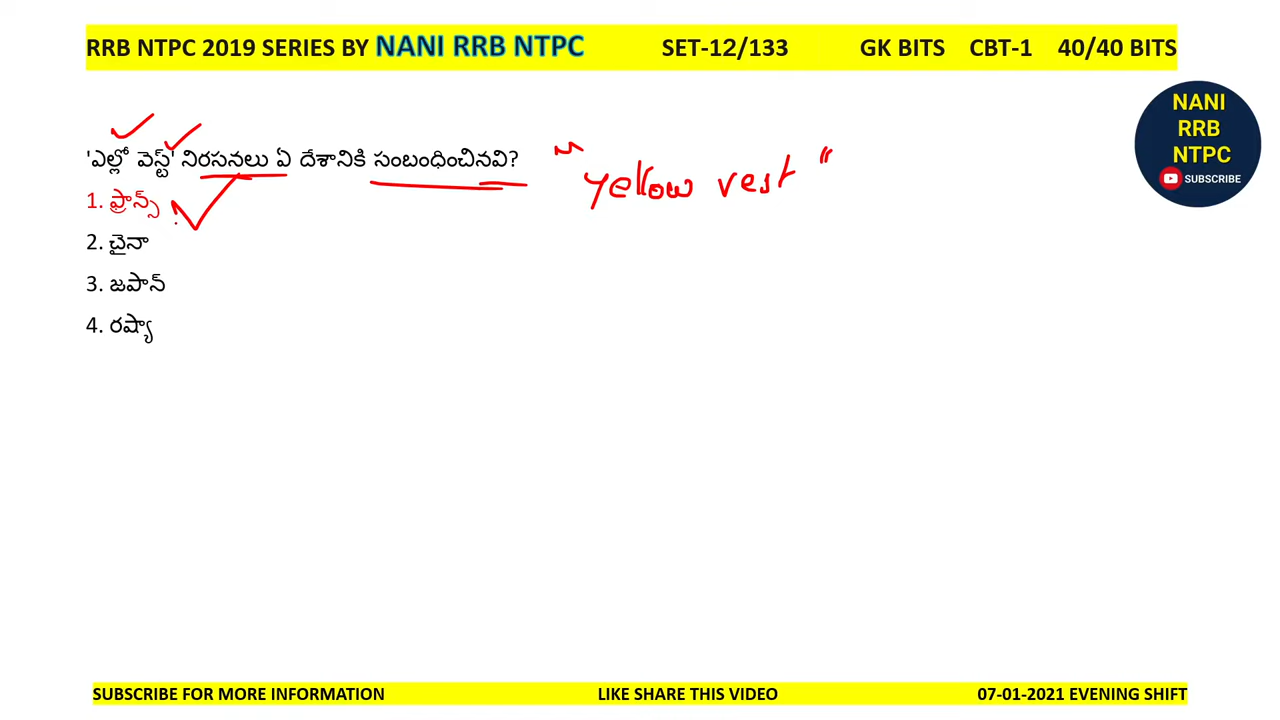 RRB NTPC 2019 SERIES BY NANI RRB NTPC SET-12/133 GK BITS CBT-1 40/40 BITS
NANI
RRB
NTPC
SUBSCRIBE
'ఎల్లో వెస్ట్' నిరసనలు ఏ దేశానికి సంబంధించినవి?
"yellow vest"
1. ఫ్రాన్స్
2. చైనా
3. జపాన్
4. రష్యా
SUBSCRIBE FOR MORE INFORMATION LIKE SHARE THIS VIDEO 07-01-2021 EVENING SHIFT